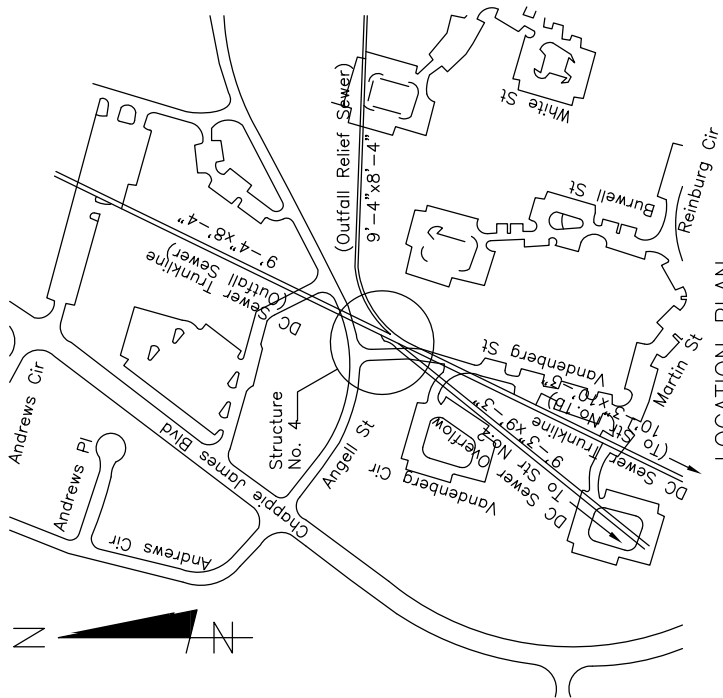 (Outfall Relief Sewer)
9'-4"x8'-4"
White St
Burwell St
Reinburg Cir
9'-4"x8'-4"
DC Sewer Trunkline
(Outfall Sewer)
Andrews Cir
Andrews Pl
Andrews Cir
Chappie James Blvd
Structure
No. 4
Angell St
Vandenberg St
Martin St
Vandenberg Cir
DC Sewer Overflow
To Str No.2
9'-3"x9'-3"
DC Sewer Trunkline
(To Str No.1B)
10'-3"x10'-3"
N
N
LOCATION PLAN